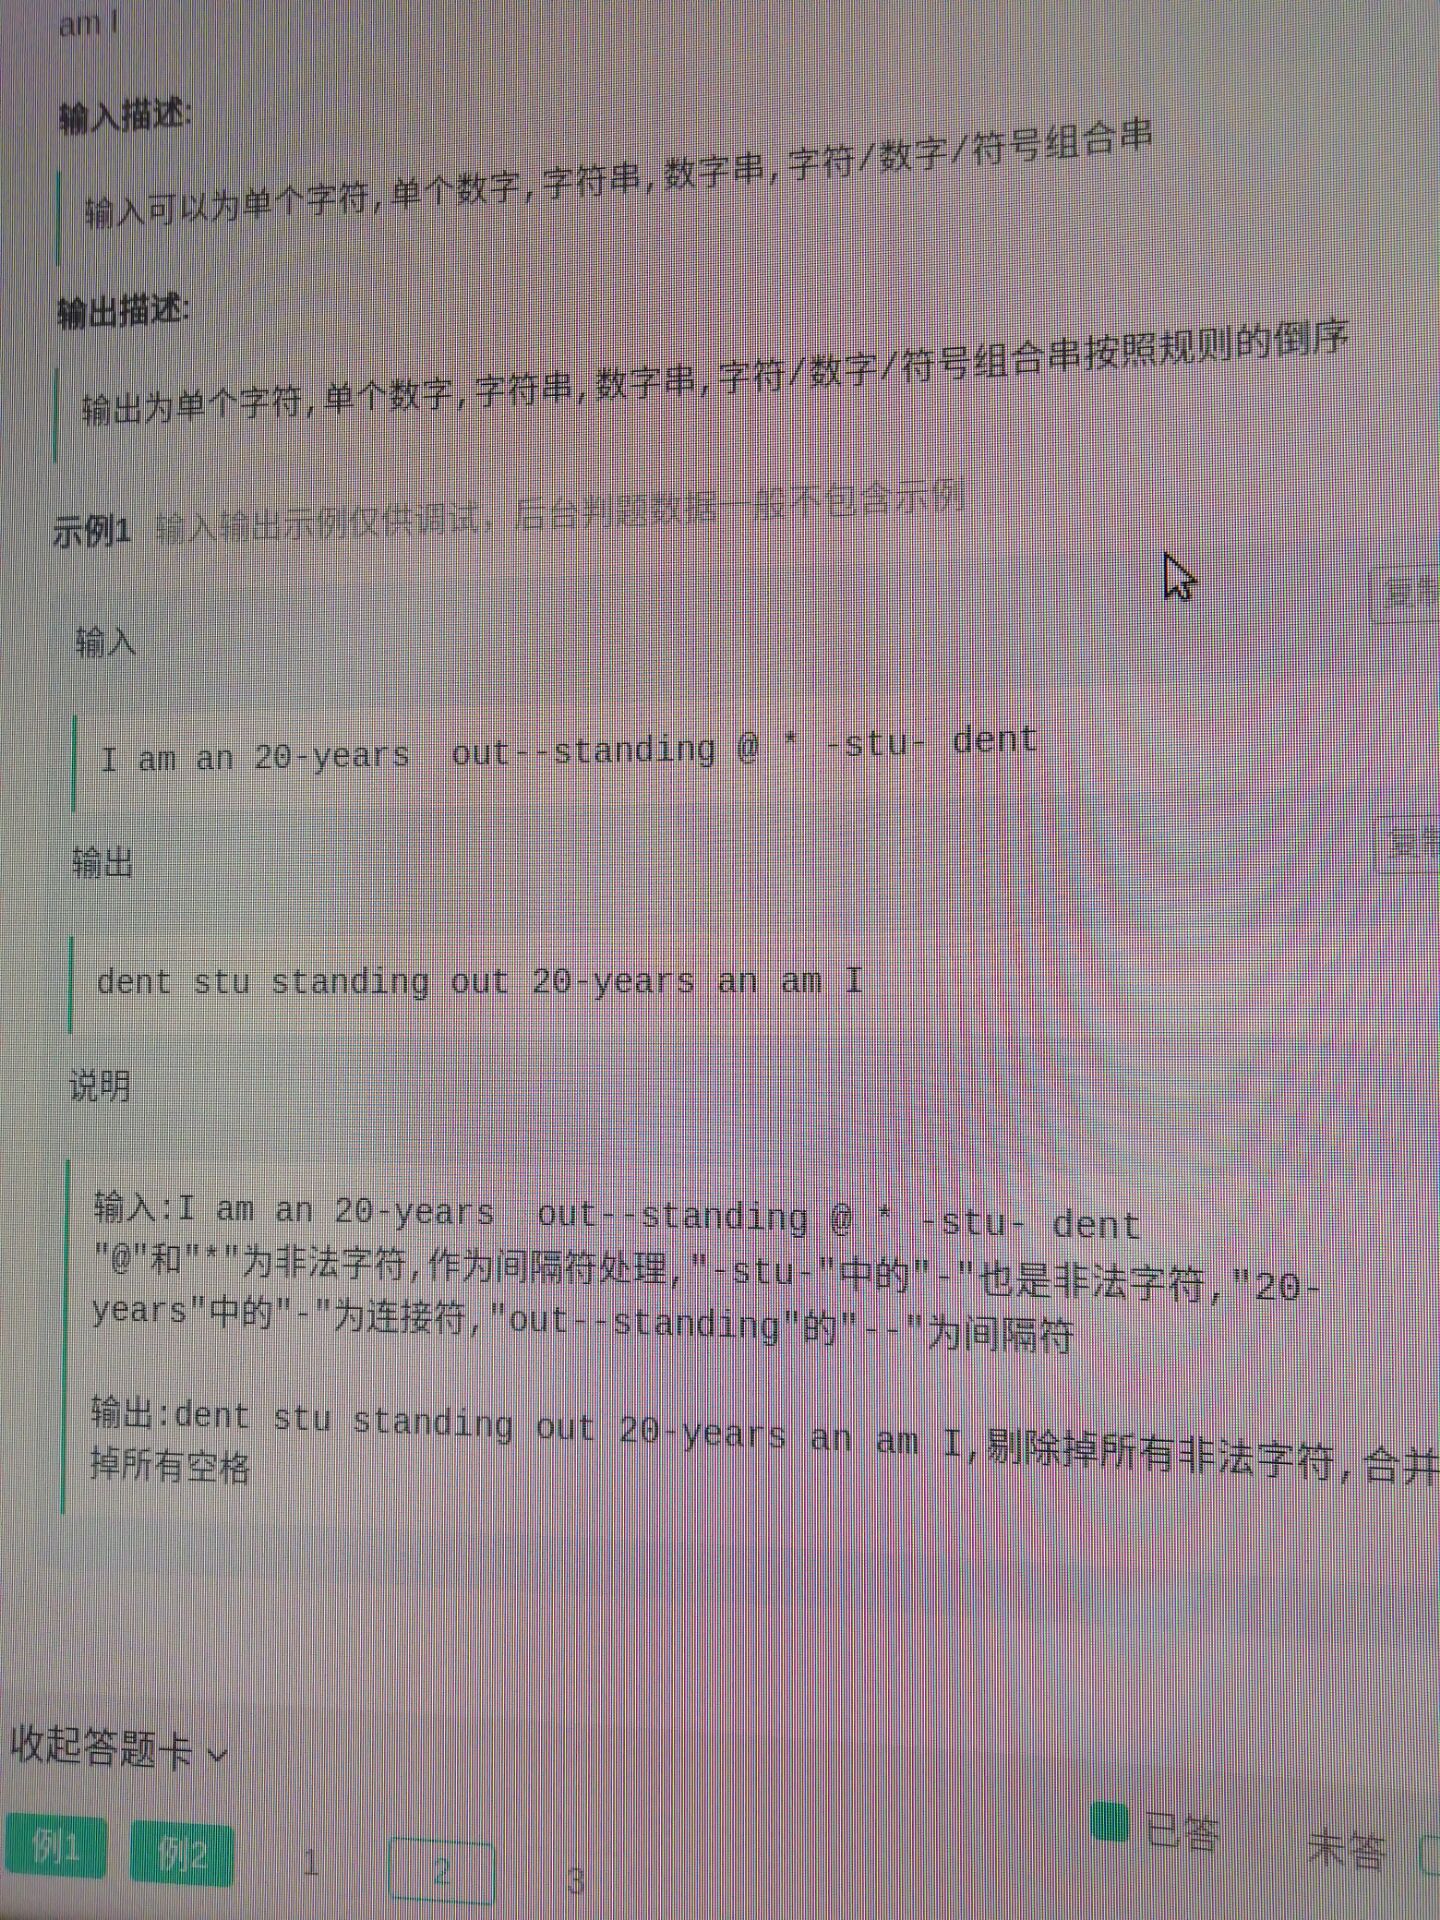 am I
输入描述:
输入可以为单个字符,单个数字,字符串,数字串,字符/数字/符号组合串
输出描述:
输出为单个字符,单个数字,字符串,数字串,字符/数字/符号组合串按照规则的倒序
示例1 输入输出示例仅供调试，后台判题数据一般不包含示例
复制
输入
I am an 20-years  out--standing @ * -stu- dent
复制
输出
dent stu standing out 20-years an am I
说明
输入:I am an 20-years  out--standing @ * -stu- dent
"@"和"*"为非法字符,作为间隔符处理,"-stu-"中的"-"也是非法字符,"20-
years"中的"-"为连接符,"out--standing"的"--"为间隔符
输出:dent stu standing out 20-years an am I,剔除掉所有非法字符,合并
掉所有空格
收起答题卡
已答 未答
例1 例2 1 2 3